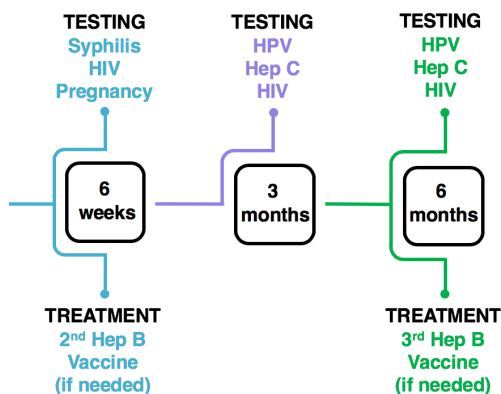 TESTING
Syphilis
HIV
Pregnancy
TESTING
HPV
Hep C
HIV
TESTING
HPV
Hep C
HIV
6
weeks
3
months
6
months
TREATMENT
2nd Hep B
Vaccine
(if needed)
TREATMENT
3rd Hep B
Vaccine
(if needed)